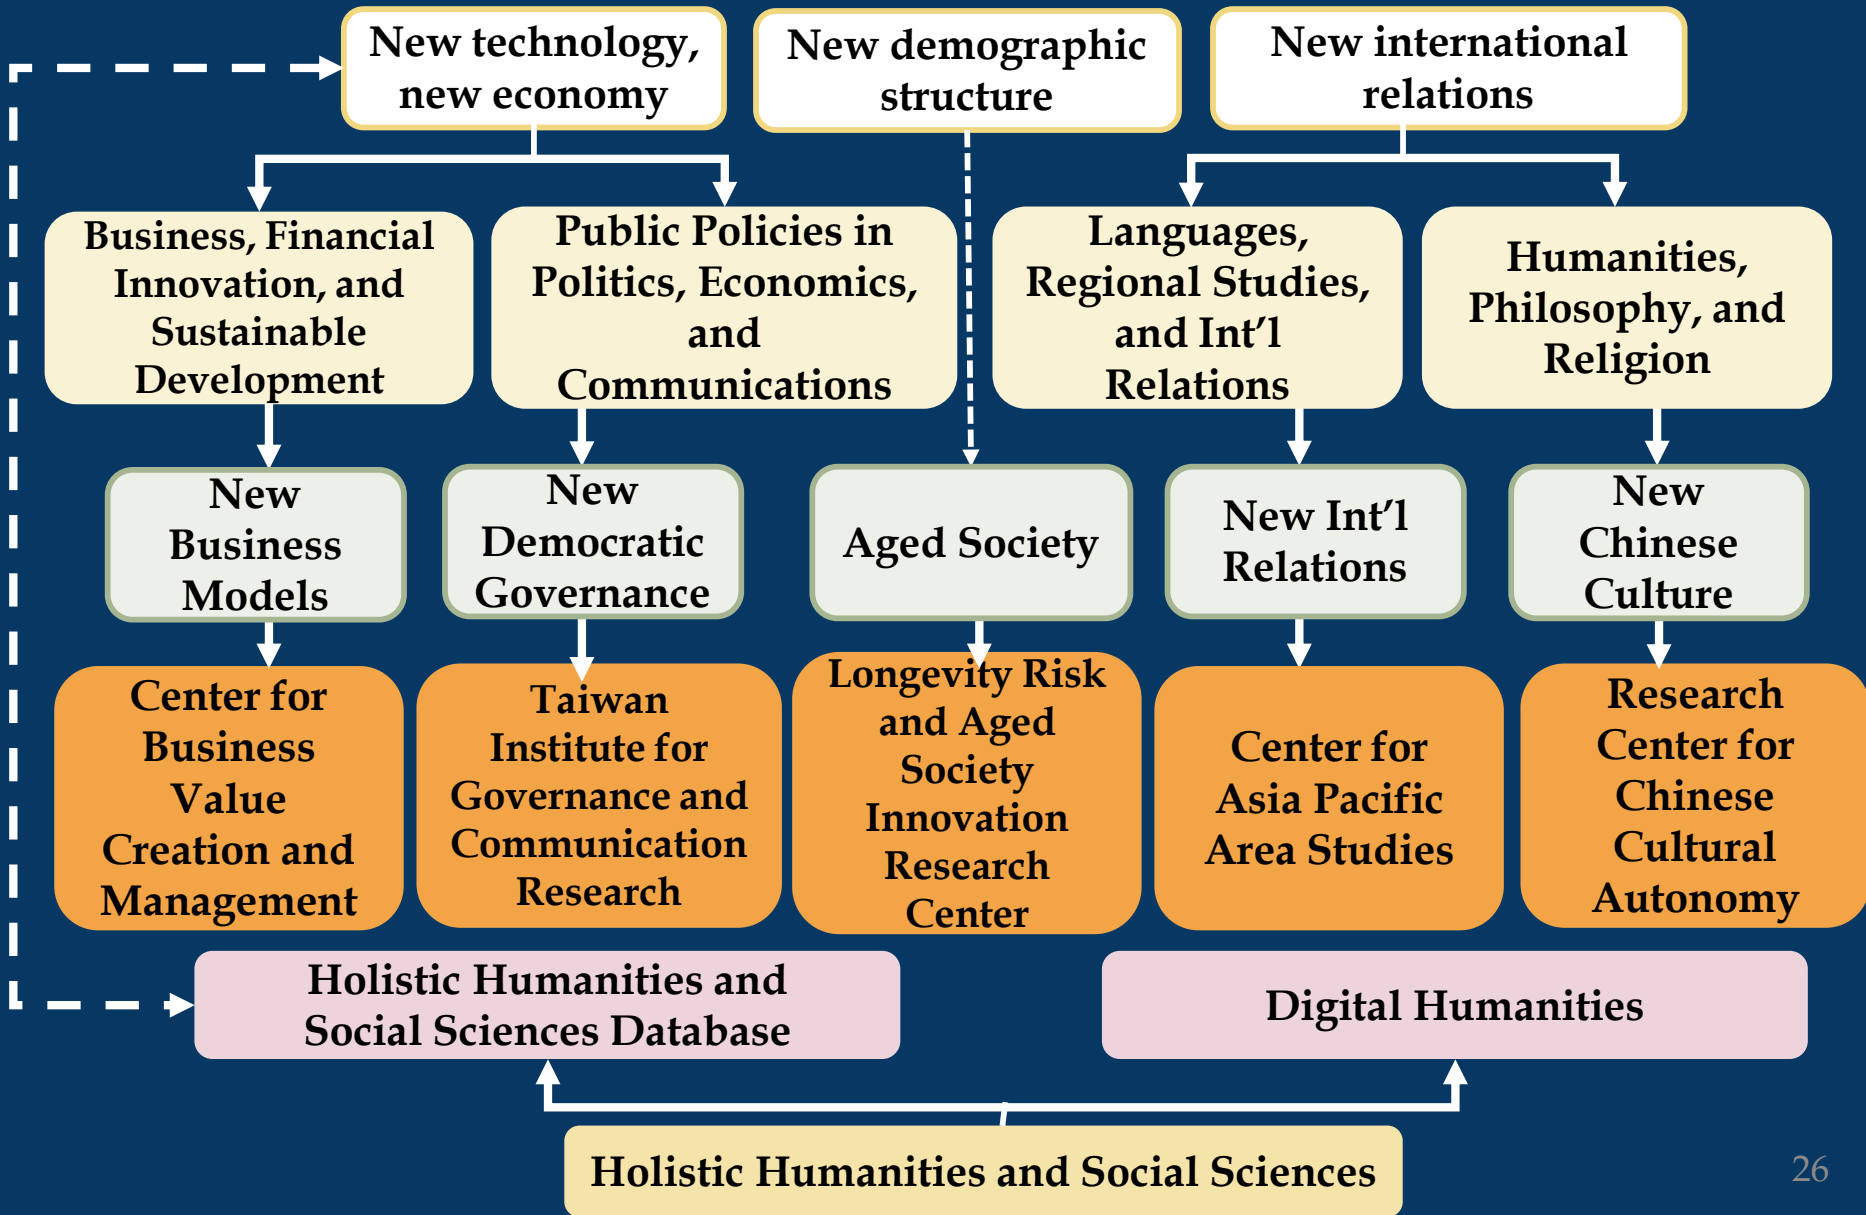 New technology,
new economy
New demographic
structure
New international
relations
Business, Financial
Innovation, and
Sustainable
Development
Public Policies in
Politics, Economics,
and
Communications
Languages,
Regional Studies,
and Int’l
Relations
Humanities,
Philosophy, and
Religion
New
Business
Models
New
Democratic
Governance
Aged Society
New Int’l
Relations
New
Chinese
Culture
Center for
Business
Value
Creation and
Management
Taiwan
Institute for
Governance and
Communication
Research
Longevity Risk
and Aged
Society
Innovation
Research
Center
Center for
Asia Pacific
Area Studies
Research
Center for
Chinese
Cultural
Autonomy
Holistic Humanities and
Social Sciences Database
Digital Humanities
Holistic Humanities and Social Sciences
26